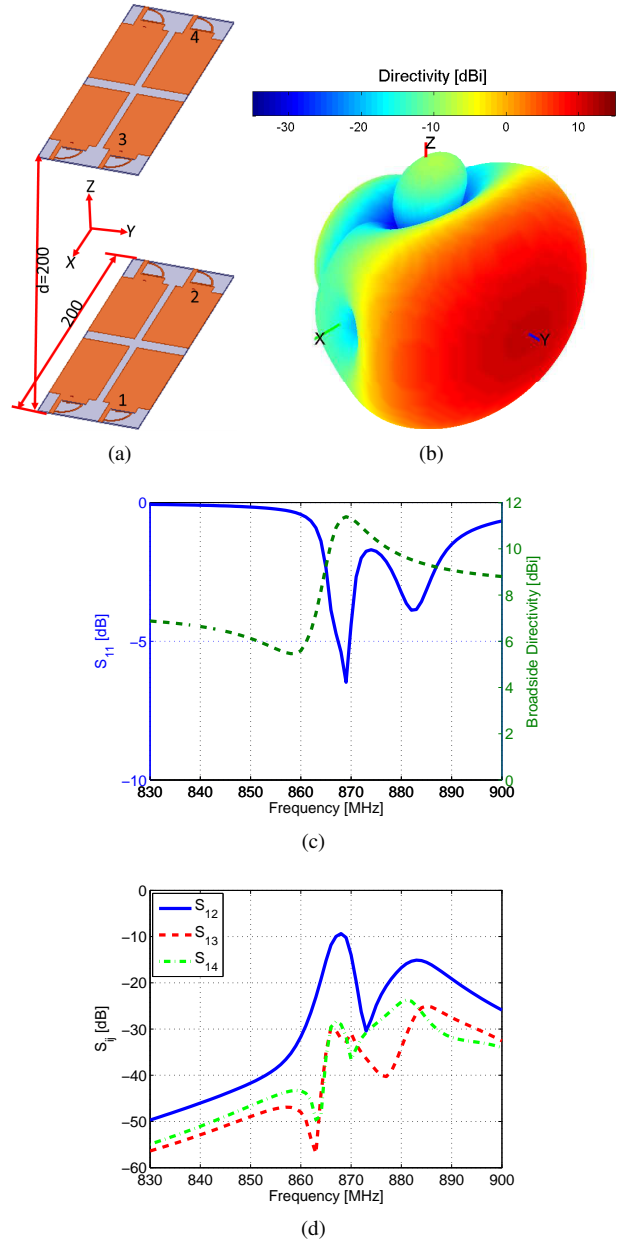 4
3
Z
Y
X
d=200
200
2
1
(a)
Directivity [dBi]
-30 -20 -10 0 10
Z
X
Y
(b)
0
−5
−10
S11 [dB]
12
10
8
6
4
2
0
Broadside Directivity [dBi]
830 840 850 860 870 880 890 900
Frequency [MHz]
(c)
S12
S13
S14
0
−10
−20
−30
−40
−50
−60
Sij [dB]
830 840 850 860 870 880 890 900
Frequency [MHz]
(d)